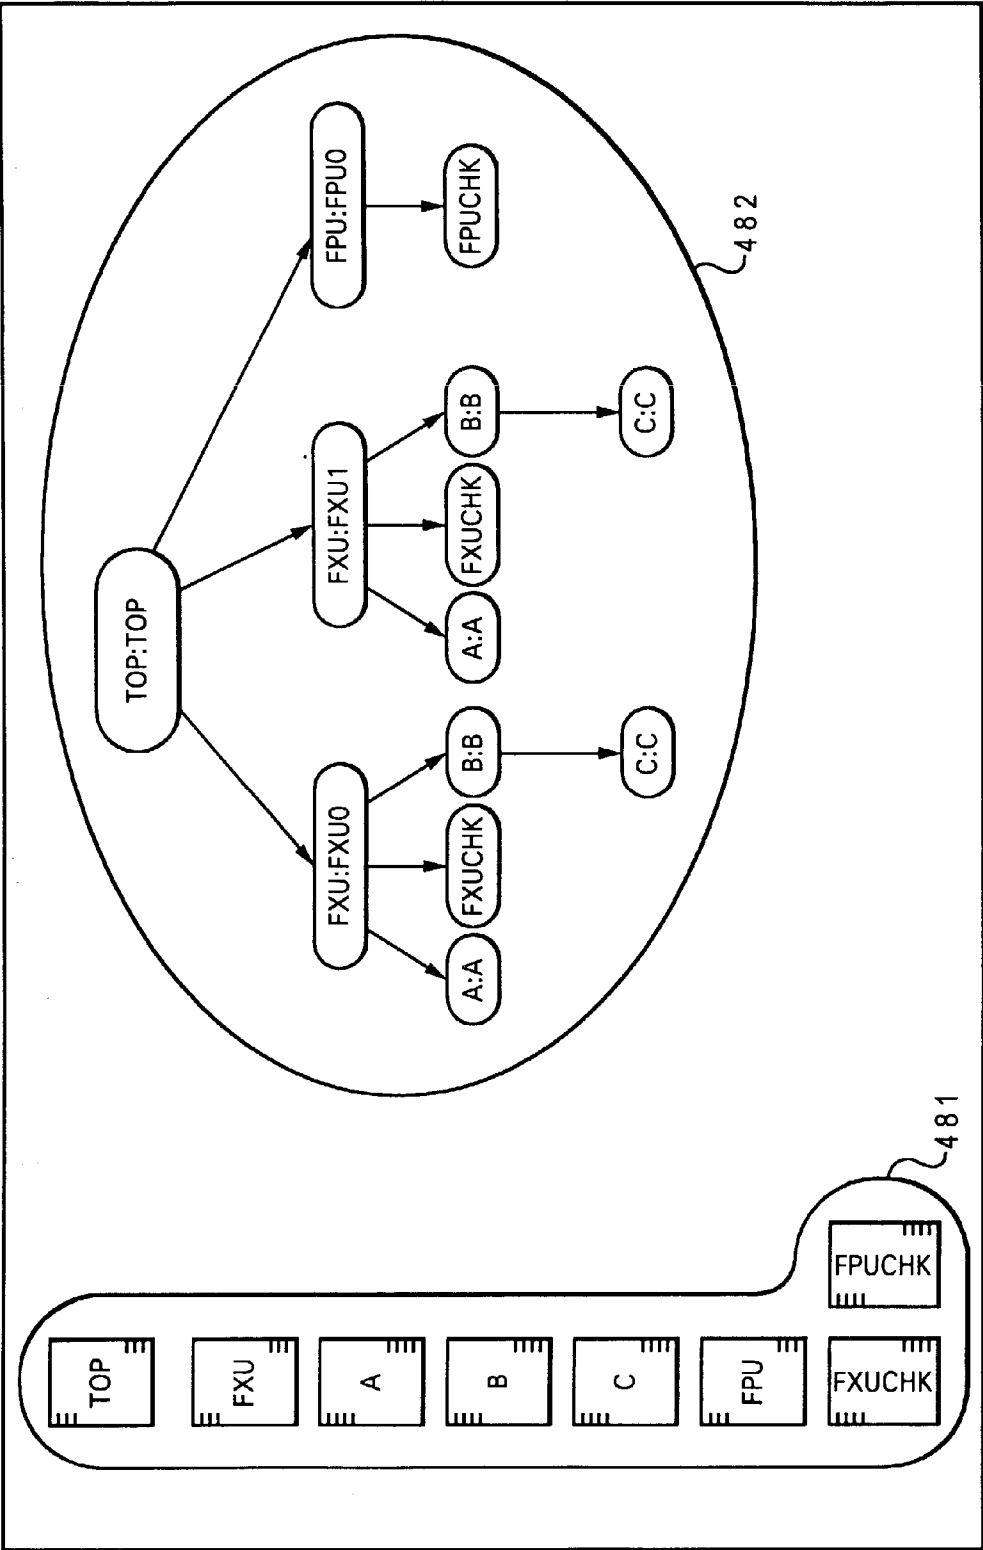 TOP
FXU
A
B
C
FPU
FXUCHK
FPUCHK
481
TOP:TOP
FXU:FXU0
FXU:FXU1
FPU:FPU0
A:A
FXUCHK
B:B
A:A
FXUCHK
B:B
FPUCHK
C:C
C:C
482